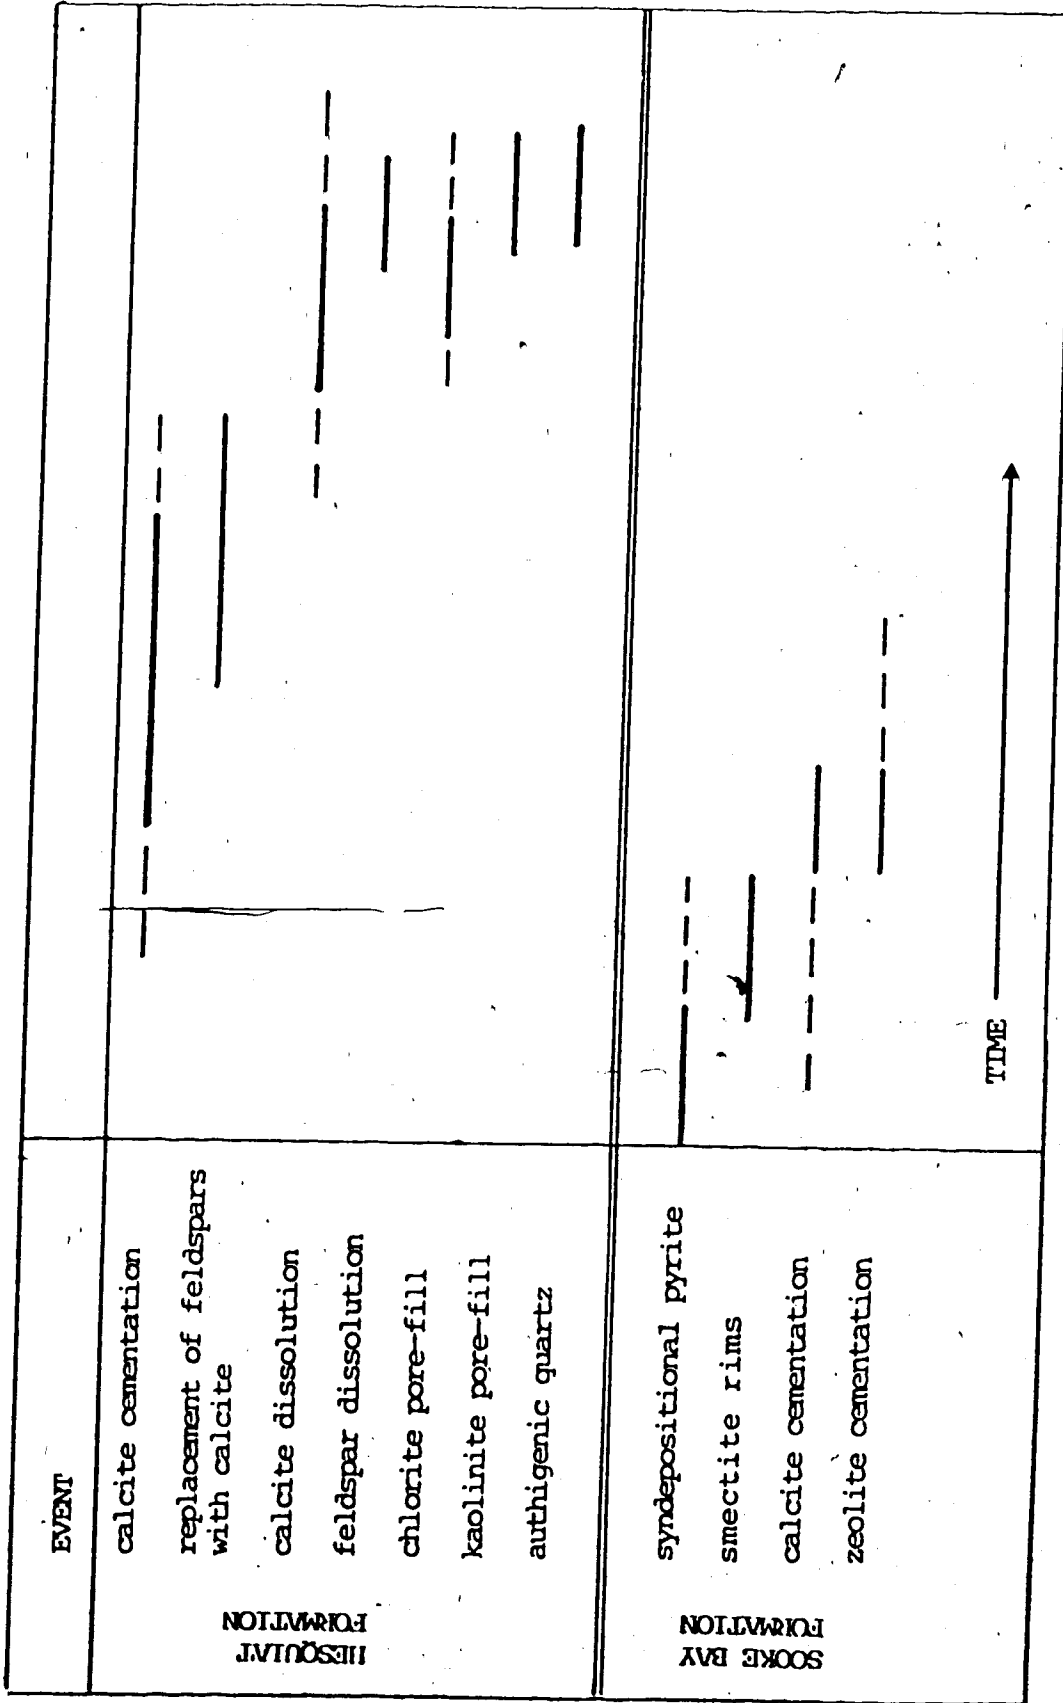 EVENT
HESQUIAT
FORMATION
calcite cementation
replacement of feldspars
with calcite
calcite dissolution
feldspar dissolution
chlorite pore-fill
kaolinite pore-fill
authigenic quartz
SOOKE BAY
FORMATION
syndepositional pyrite
smectite rims
calcite cementation
zeolite cementation
TIME